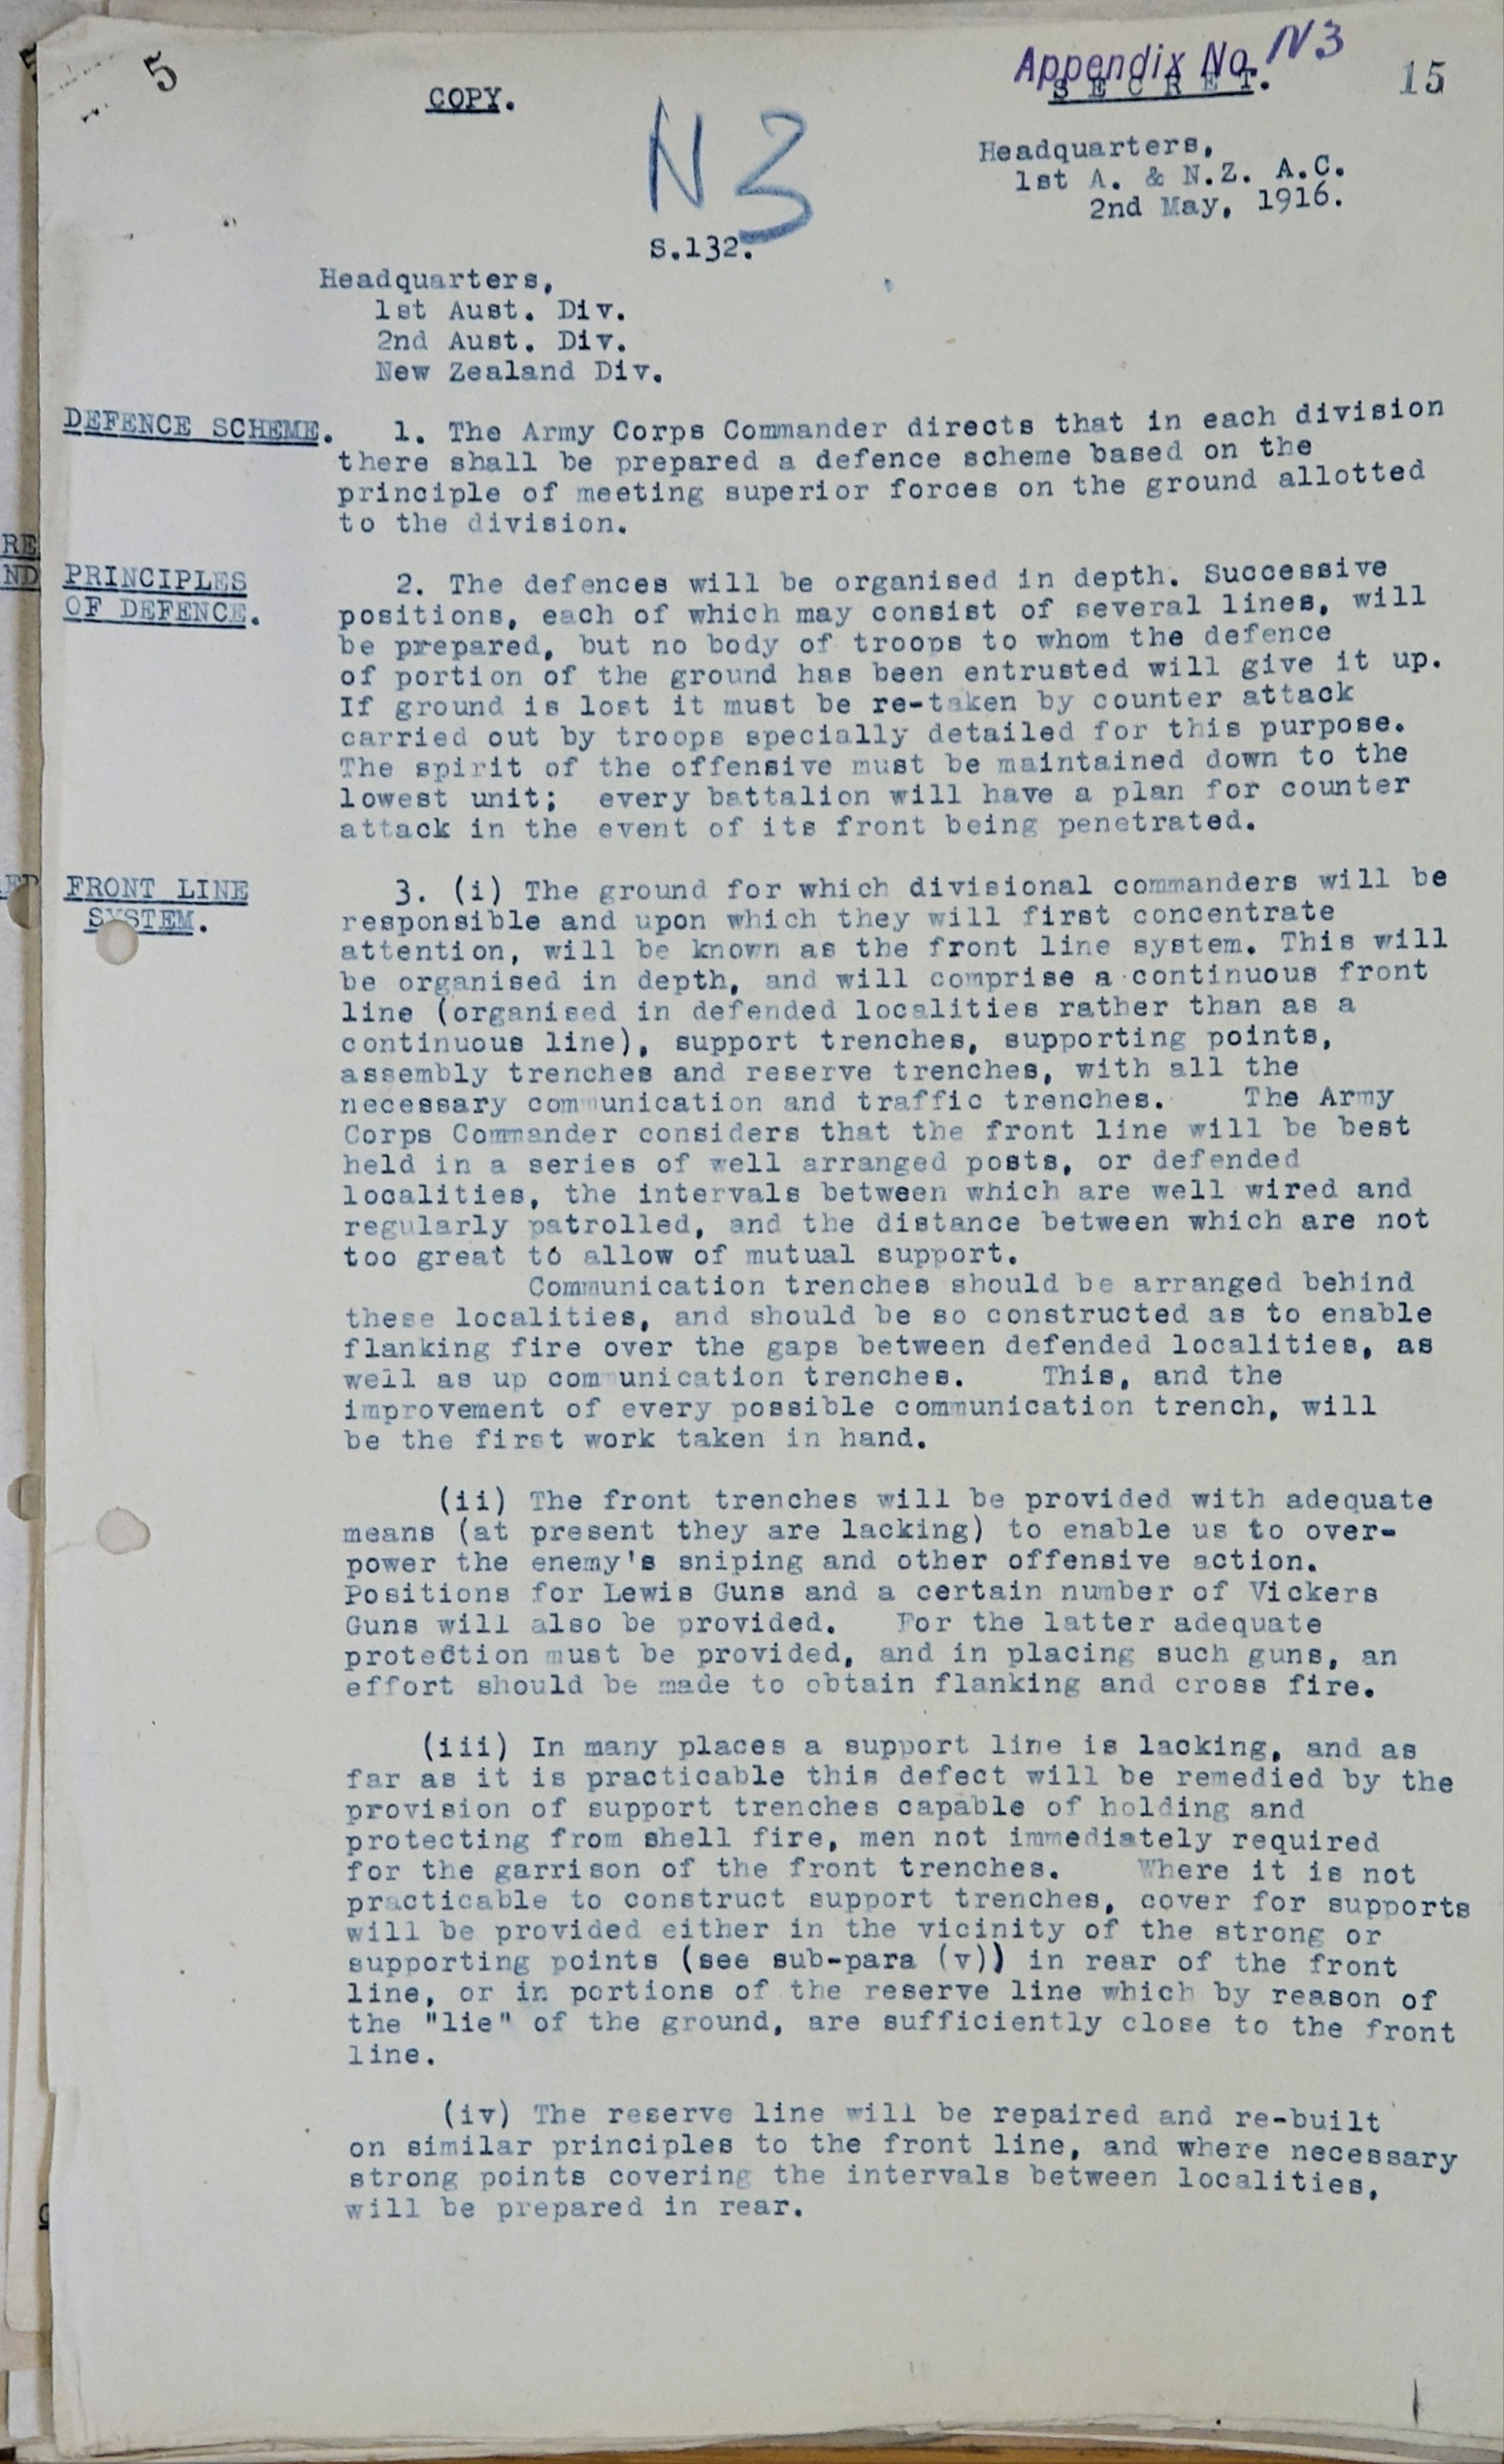 5
Appendix No. N3
COPY.
SECRET.
15
N3
Headquarters,
1st A. & N.Z. A.C.
2nd May, 1916.
S.132.
Headquarters,
1st Aust. Div.
2nd Aust. Div.
New Zealand Div.
DEFENCE SCHEME. 1. The Army Corps Commander directs that in each division
there shall be prepared a defence scheme based on the
principle of meeting superior forces on the ground allotted
to the division.
RE
ND
PRINCIPLES 2. The defences will be organised in depth. Successive
OF DEFENCE. positions, each of which may consist of several lines, will
be prepared, but no body of troops to whom the defence
of portion of the ground has been entrusted will give it up.
If ground is lost it must be re-taken by counter attack
carried out by troops specially detailed for this purpose.
The spirit of the offensive must be maintained down to the
lowest unit; every battalion will have a plan for counter
attack in the event of its front being penetrated.
FRONT LINE 3. (i) The ground for which divisional commanders will be
SYSTEM. responsible and upon which they will first concentrate
attention, will be known as the front line system. This will
be organised in depth, and will comprise a continuous front
line (organised in defended localities rather than as a
continuous line), support trenches, supporting points,
assembly trenches and reserve trenches, with all the
necessary communication and traffic trenches. The Army
Corps Commander considers that the front line will be best
held in a series of well arranged posts, or defended
localities, the intervals between which are well wired and
regularly patrolled, and the distance between which are not
too great to allow of mutual support.
Communication trenches should be arranged behind
these localities, and should be so constructed as to enable
flanking fire over the gaps between defended localities, as
well as up communication trenches. This, and the
improvement of every possible communication trench, will
be the first work taken in hand.
(ii) The front trenches will be provided with adequate
means (at present they are lacking) to enable us to over-
power the enemy's sniping and other offensive action.
Positions for Lewis Guns and a certain number of Vickers
Guns will also be provided. For the latter adequate
protection must be provided, and in placing such guns, an
effort should be made to obtain flanking and cross fire.
(iii) In many places a support line is lacking, and as
far as it is practicable this defect will be remedied by the
provision of support trenches capable of holding and
protecting from shell fire, men not immediately required
for the garrison of the front trenches. Where it is not
practicable to construct support trenches, cover for supports
will be provided either in the vicinity of the strong or
supporting points (see sub-para (v)) in rear of the front
line, or in portions of the reserve line which by reason of
the "lie" of the ground, are sufficiently close to the front
line.
(iv) The reserve line will be repaired and re-built
on similar principles to the front line, and where necessary
strong points covering the intervals between localities,
will be prepared in rear.